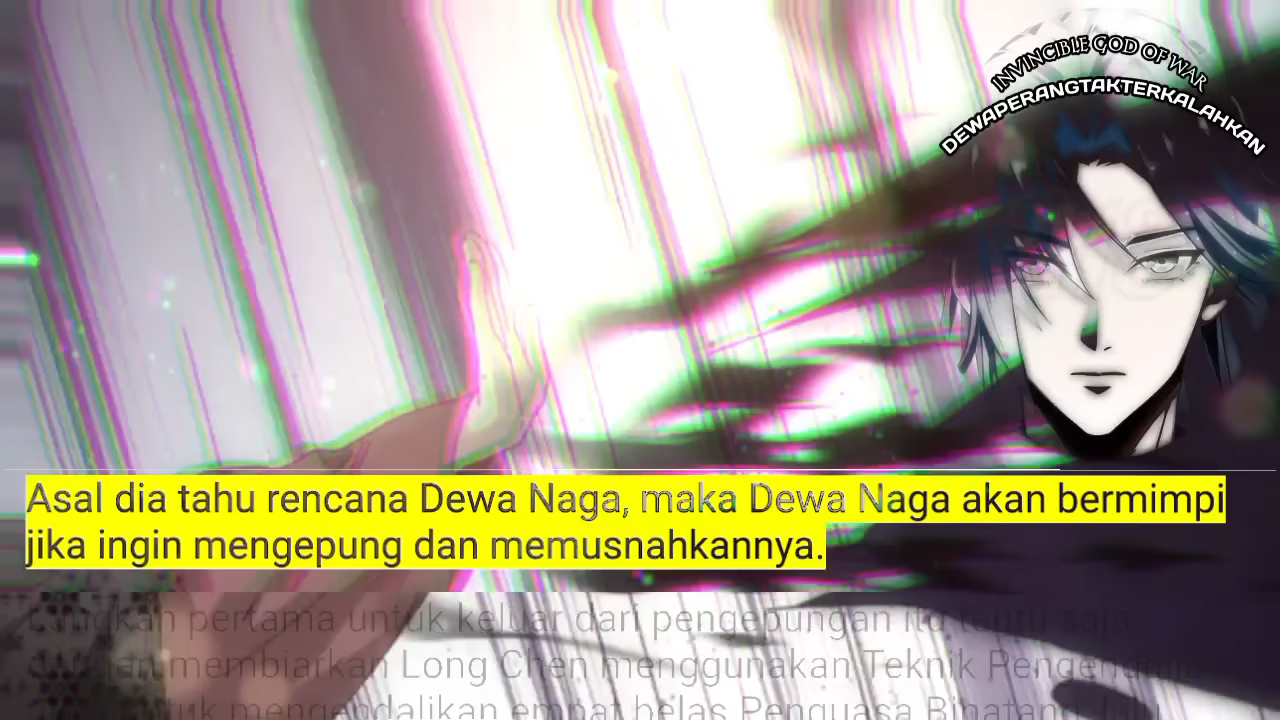 INVINCIBLE GOD OF WAR
DEWAPERANGTAKTERKALAHKAN
Asal dia tahu rencana Dewa Naga, maka Dewa Naga akan bermimpi
jika ingin mengepung dan memusnahkannya.
pertama untuk keluar dari pengepungan itu tentu saja
membiarkan Long Chen menggunakan Teknik
mengendalikan empat belas Penguasa Binatang, lalu